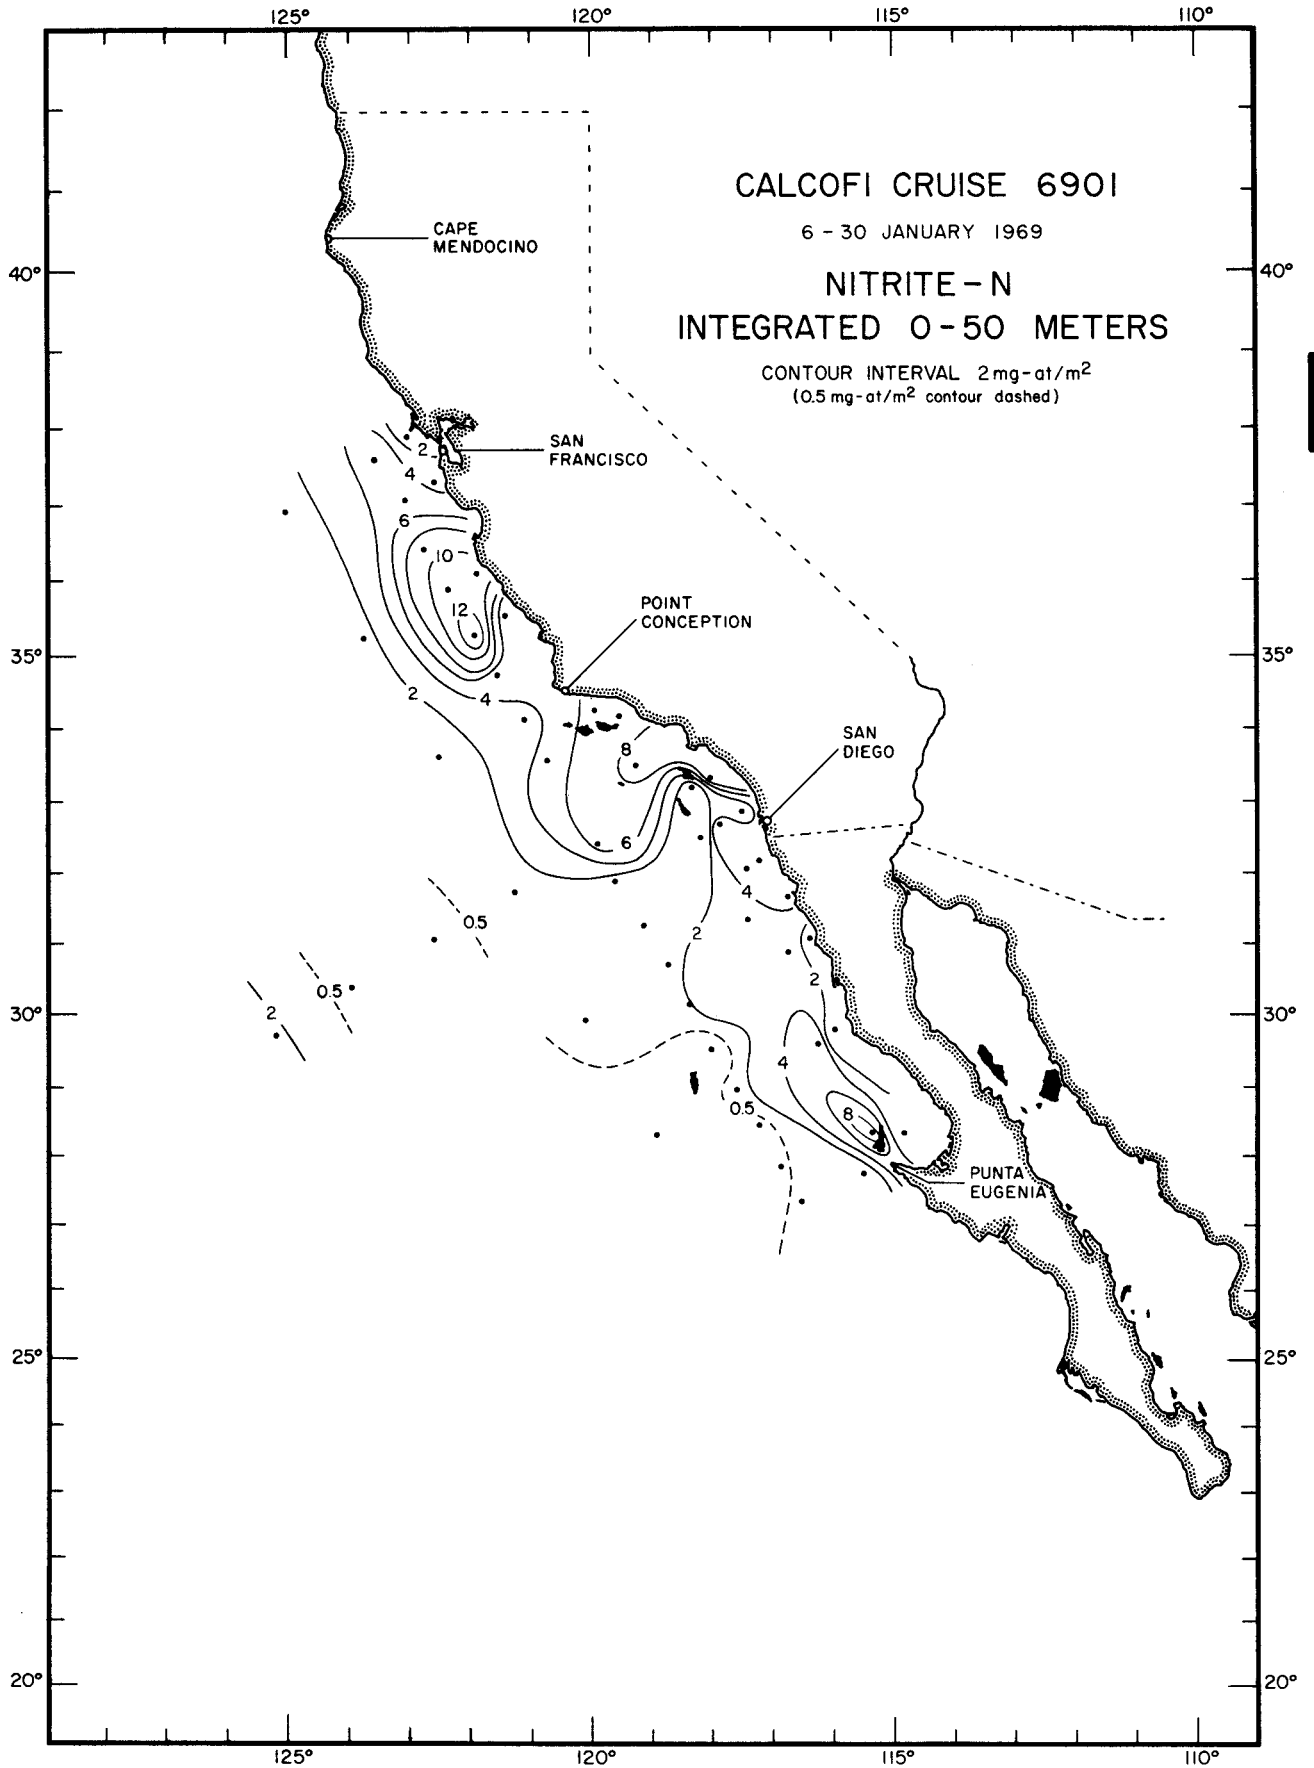 125° 120° 115° 110°
CALCOFI CRUISE 6901
6 - 30 JANUARY 1969
NITRITE - N
INTEGRATED 0 - 50 METERS
CONTOUR INTERVAL 2 mg-at/m²
(0.5 mg-at/m² contour dashed)
CAPE
MENDOCINO
40° 40°
SAN
FRANCISCO
2
4
6
10
12
POINT
CONCEPTION
35° 35°
2
4
SAN
DIEGO
8
6
4
0.5
2
2
0.5
2
30° 30°
4
0.5
8
PUNTA
EUGENIA
25° 25°
20° 20°
125° 120° 115° 110°